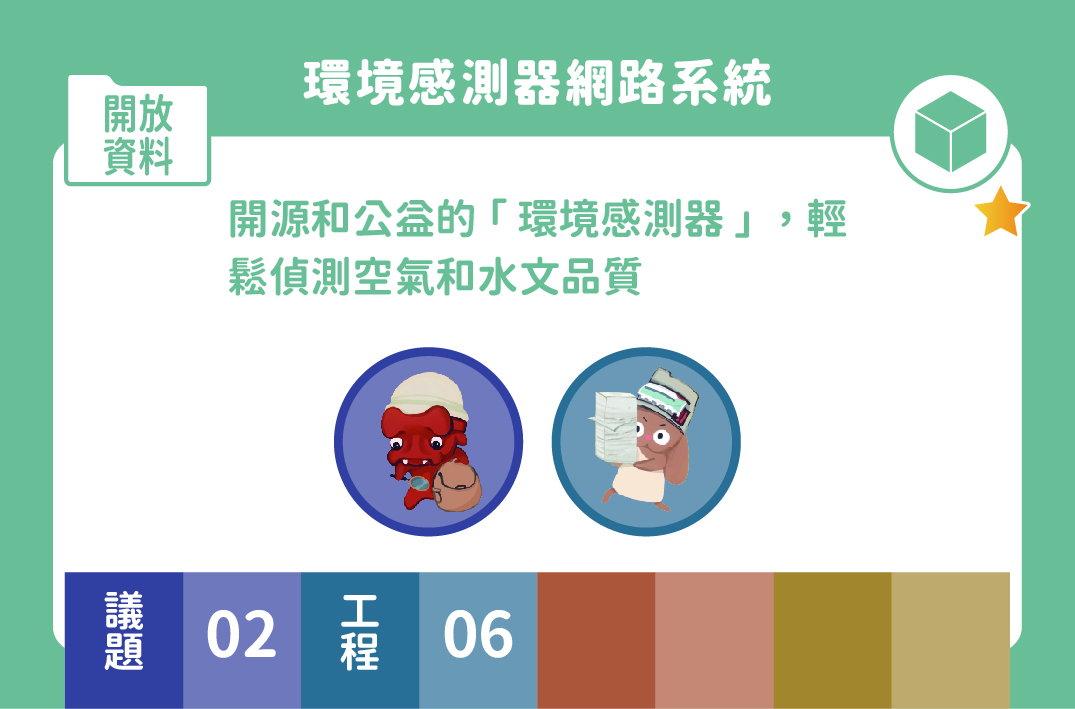 環境感測器網路系統
開放
資料
開源和公益的「環境感測器」，輕
鬆偵測空氣和水文品質
議題
02
工程
06